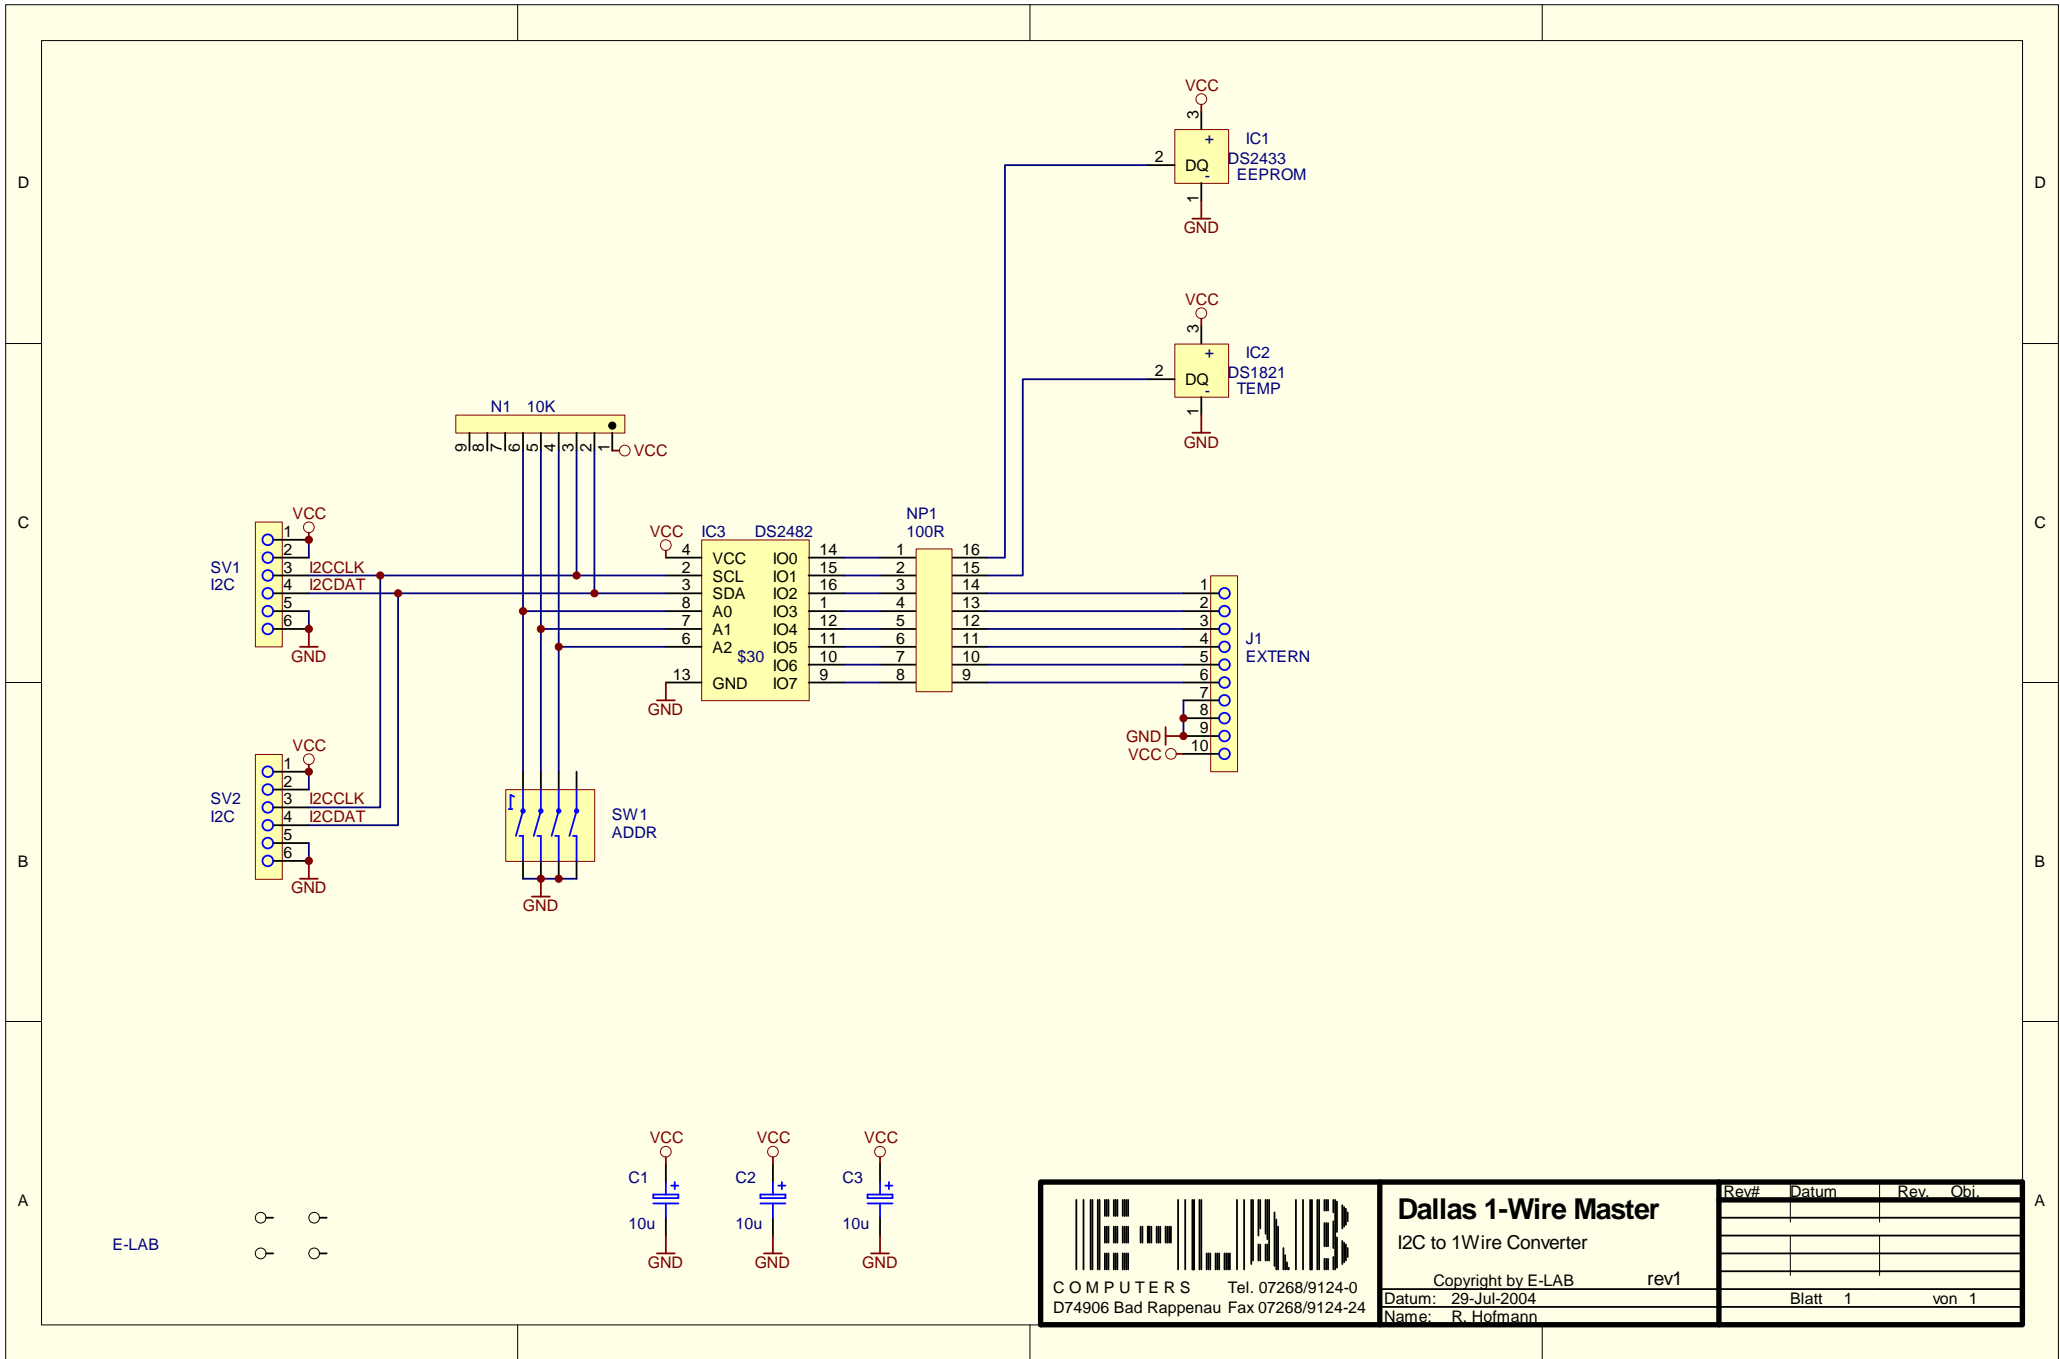 VCC
3
+
IC1
2
DQ
DS2433
-
EEPROM
1
GND
D
D
VCC
3
+
IC2
2
DQ
DS1821
-
TEMP
1
GND
N1 10K
9 8 7 6 5 4 3 2 1
VCC
C
C
VCC
1
2
SV1
3
I2CCLK
I2C
4
I2CDAT
5
6
GND
VCC
IC3 DS2482
4 VCC IO0 14
2 SCL IO1 15
3 SDA IO2 16
8 A0 IO3 1
7 A1 IO4 12
6 A2 IO5 11
$30 IO6 10
13 GND IO7 9
GND
NP1
100R
1 16
2 15
3 14
4 13
5 12
6 11
7 10
8 9
1
2
3
4
5
6
7
8
9
10
J1
EXTERN
GND
VCC
VCC
1
2
SV2
3
I2CCLK
I2C
4
I2CDAT
5
6
GND
1
SW1
ADDR
GND
B
B
VCC VCC VCC
C1 + C2 + C3 +
10u 10u 10u
GND GND GND
A
A
E-LAB
E-LAB
COMPUTERS Tel. 07268/9124-0
D74906 Bad Rappenau Fax 07268/9124-24
Dallas 1-Wire Master
I2C to 1Wire Converter
Copyright by E-LAB rev1
Datum: 29-Jul-2004
Name: R. Hofmann
Rev# Datum Rev. Obj.
Blatt 1 von 1